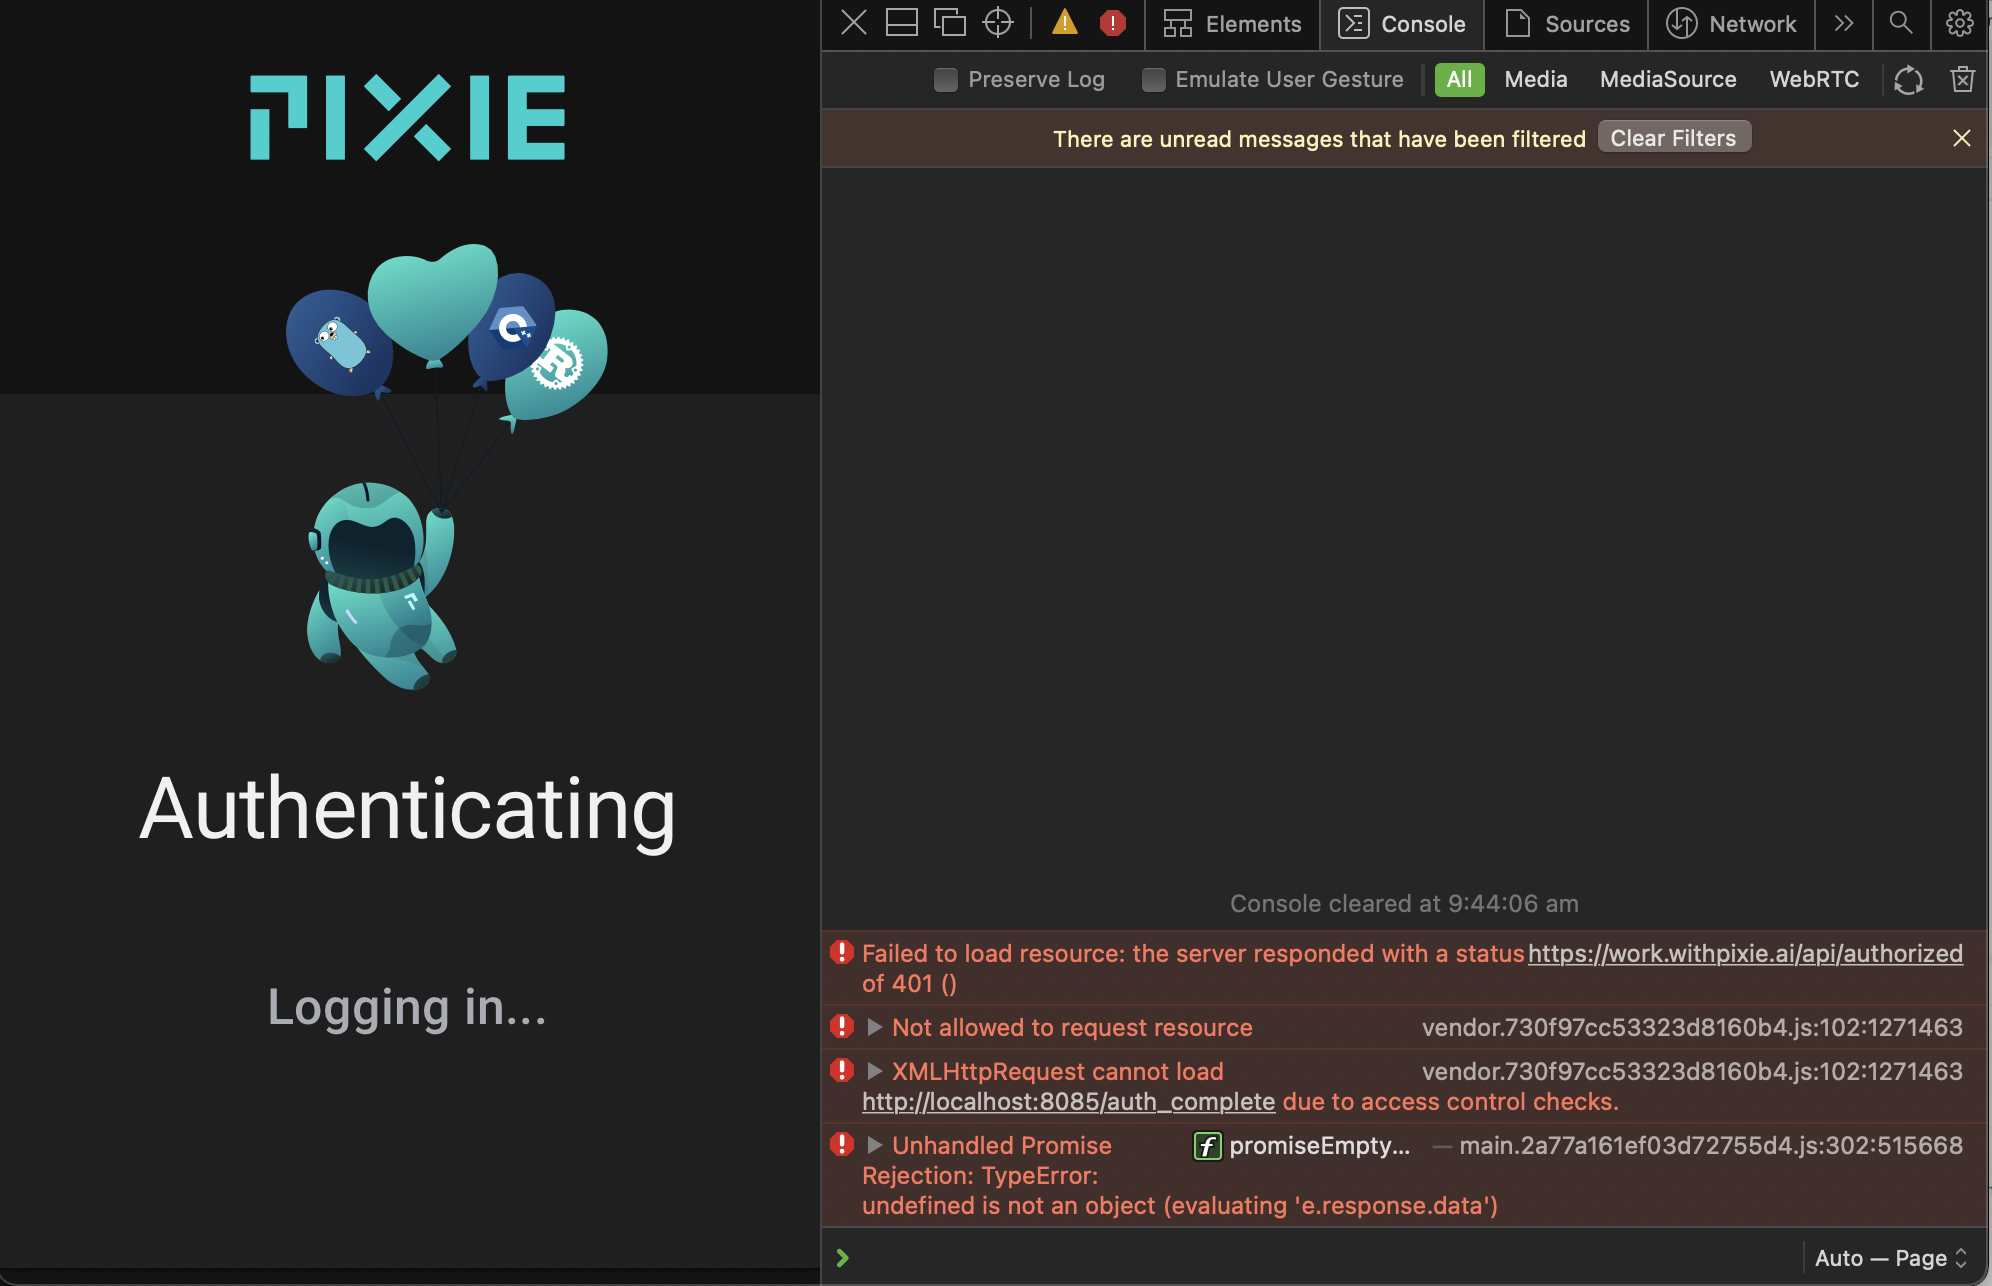 PIXIE
Authenticating
Logging in...
Elements
Console
Sources
Network
Preserve Log
Emulate User Gesture
All
Media
MediaSource
WebRTC
There are unread messages that have been filtered
Clear Filters
Console cleared at 9:44:06 am
Failed to load resource: the server responded with a status https://work.withpixie.ai/api/authorized
of 401 ()
Not allowed to request resource vendor.730f97cc53323d8160b4.js:102:1271463
XMLHttpRequest cannot load vendor.730f97cc53323d8160b4.js:102:1271463
http://localhost:8085/auth_complete due to access control checks.
Unhandled Promise f promiseEmpty... — main.2a77a161ef03d72755d4.js:302:515668
Rejection: TypeError:
undefined is not an object (evaluating 'e.response.data')
Auto — Page